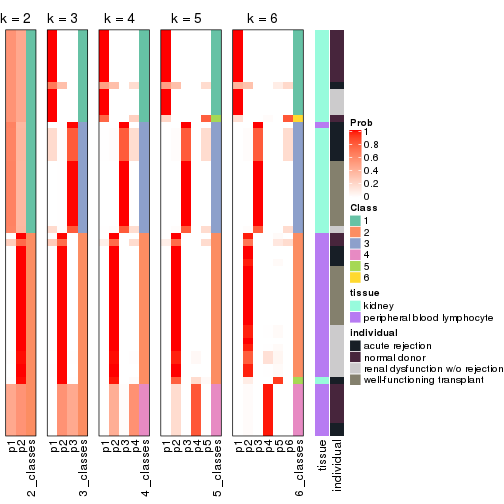 k = 2
k = 3
k = 4
k = 5
k = 6
p1
p2
2_classes
p1
p2
p3
3_classes
p1
p2
p3
p4
4_classes
p1
p2
p3
p4
p5
5_classes
p1
p2
p3
p4
p5
p6
6_classes
tissue
individual
Prob
1
0.8
0.6
0.4
0.2
0
Class
1
2
3
4
5
6
tissue
kidney
peripheral blood lymphocyte
individual
acute rejection
normal donor
renal dysfunction w/o rejection
well-functioning transplant